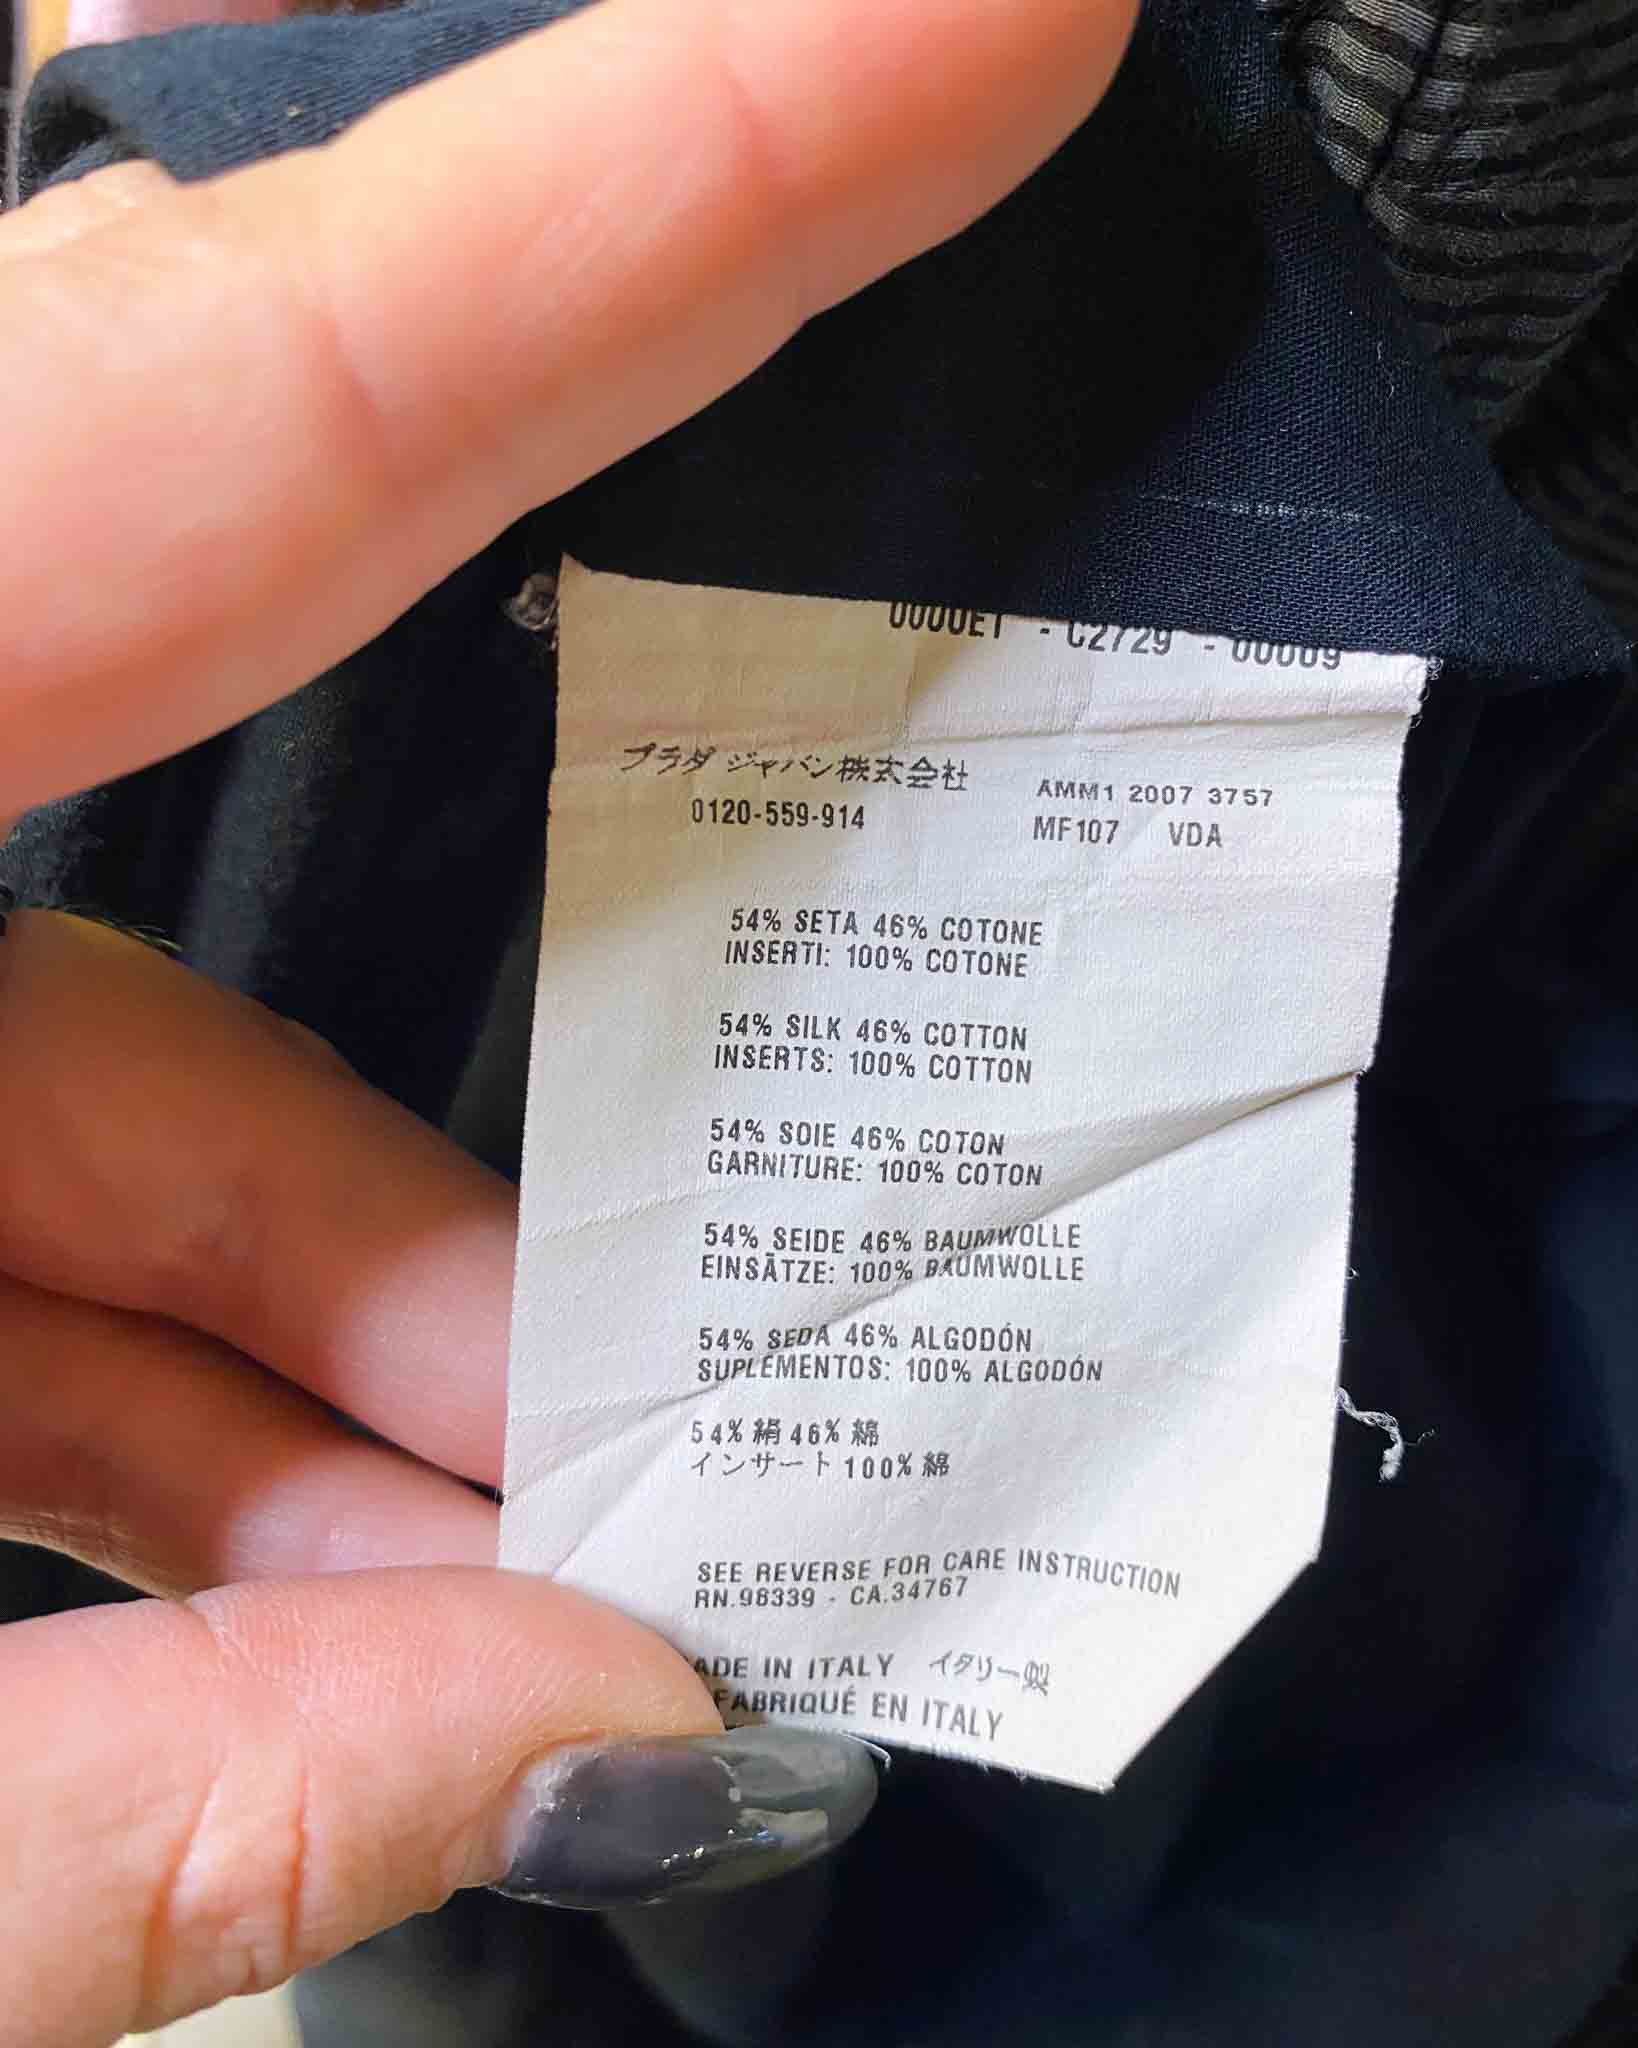 0000ET - C2729 - 00009
プラダ ジャパン株式会社
0120-559-914
AMM1 2007 3757
MF107 VDA
54% SETA 46% COTONE
INSERTI: 100% COTONE
54% SILK 46% COTTON
INSERTS: 100% COTTON
54% SOIE 46% COTON
GARNITURE: 100% COTON
54% SEIDE 46% BAUMWOLLE
EINSÄTZE: 100% BAUMWOLLE
54% SEDA 46% ALGODÓN
SUPLEMENTOS: 100% ALGODÓN
54% 絹 46% 綿
インサート 100% 綿
SEE REVERSE FOR CARE INSTRUCTION
RN.98339 - CA.34767
ADE IN ITALY イタリー製
FABRIQUÉ EN ITALY